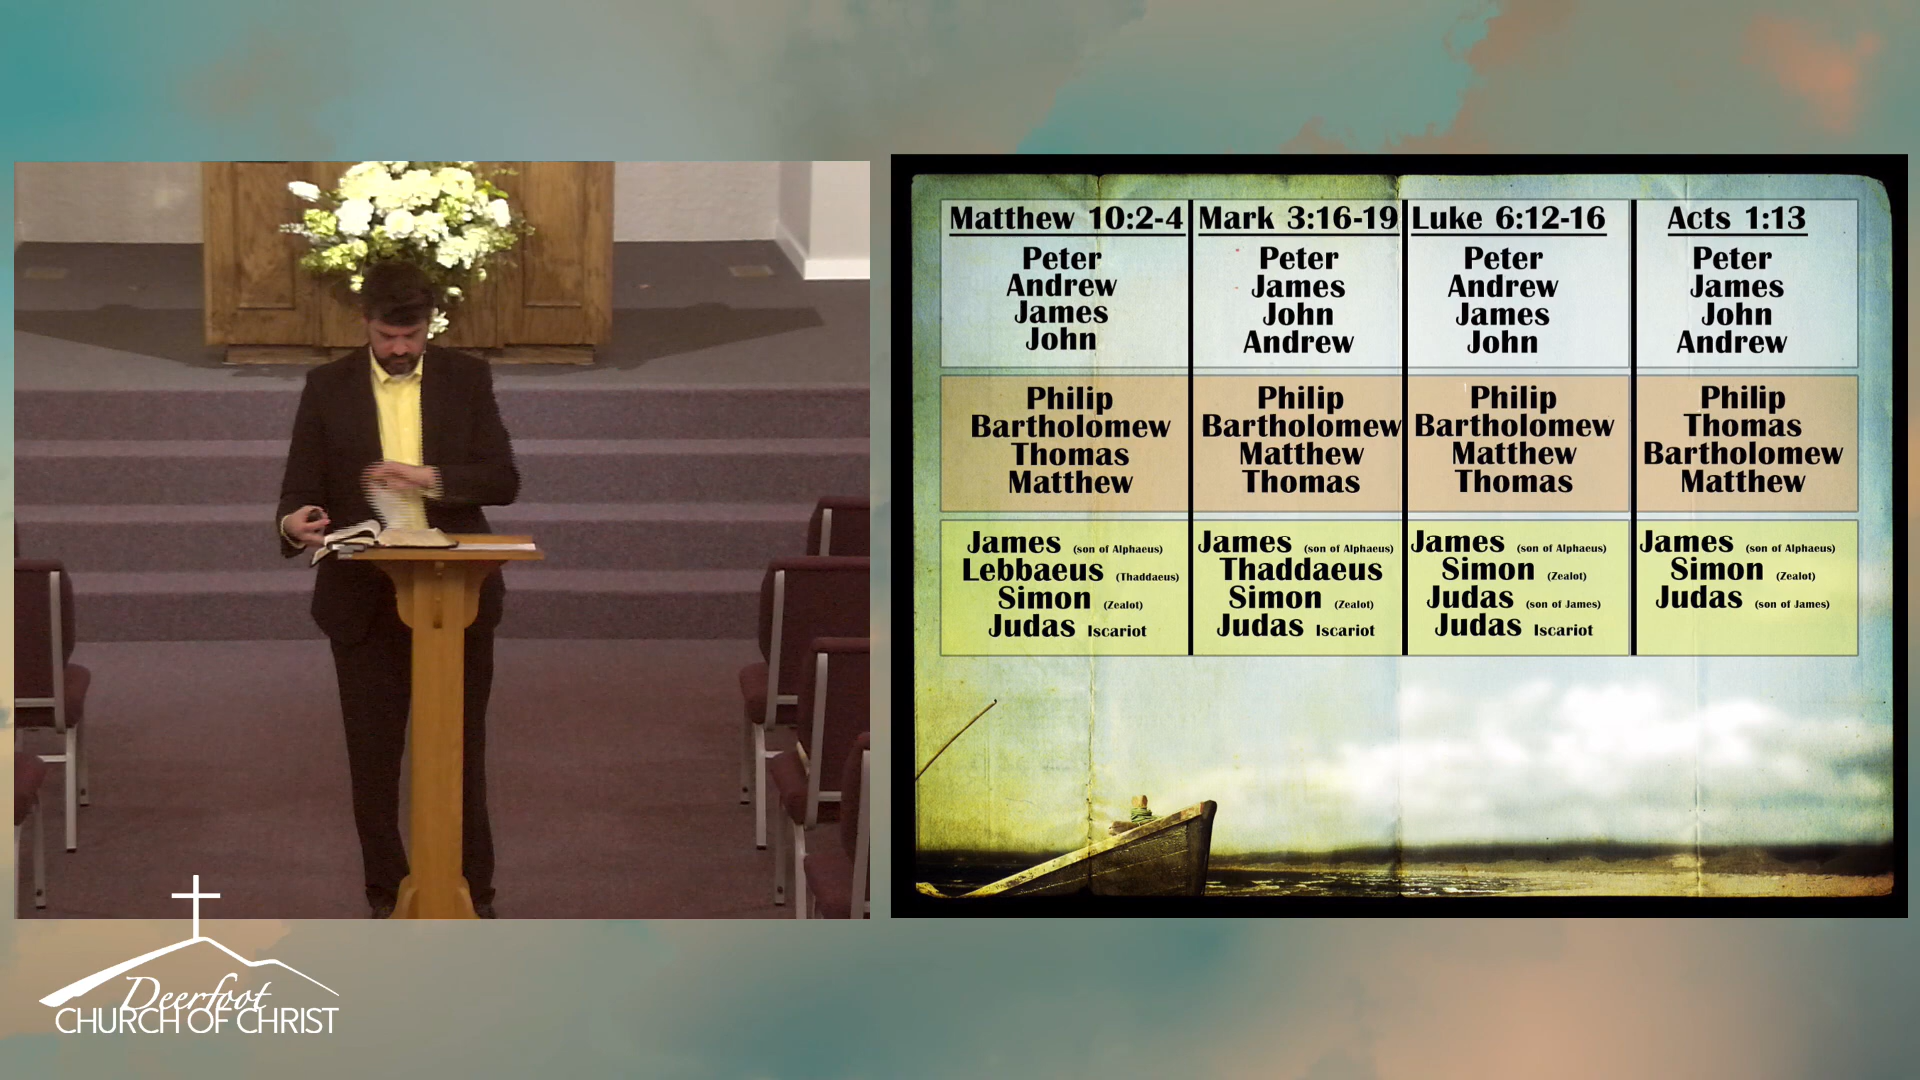 Matthew 10:2-4
Peter
Andrew
James
John
Philip
Bartholomew
Thomas
Matthew
James (son of Alphaeus)
Lebbaeus (Thaddaeus)
Simon (Zealot)
Judas Iscariot
Mark 3:16-19
Peter
James
John
Andrew
Philip
Bartholomew
Matthew
Thomas
James (son of Alphaeus)
Thaddaeus
Simon (Zealot)
Judas Iscariot
Luke 6:12-16
Peter
Andrew
James
John
Philip
Bartholomew
Matthew
Thomas
James (son of Alphaeus)
Simon (Zealot)
Judas (son of James)
Judas Iscariot
Acts 1:13
Peter
James
John
Andrew
Philip
Thomas
Bartholomew
Matthew
James (son of Alphaeus)
Simon (Zealot)
Judas (son of James)
Deerfoot
CHURCH OF CHRIST